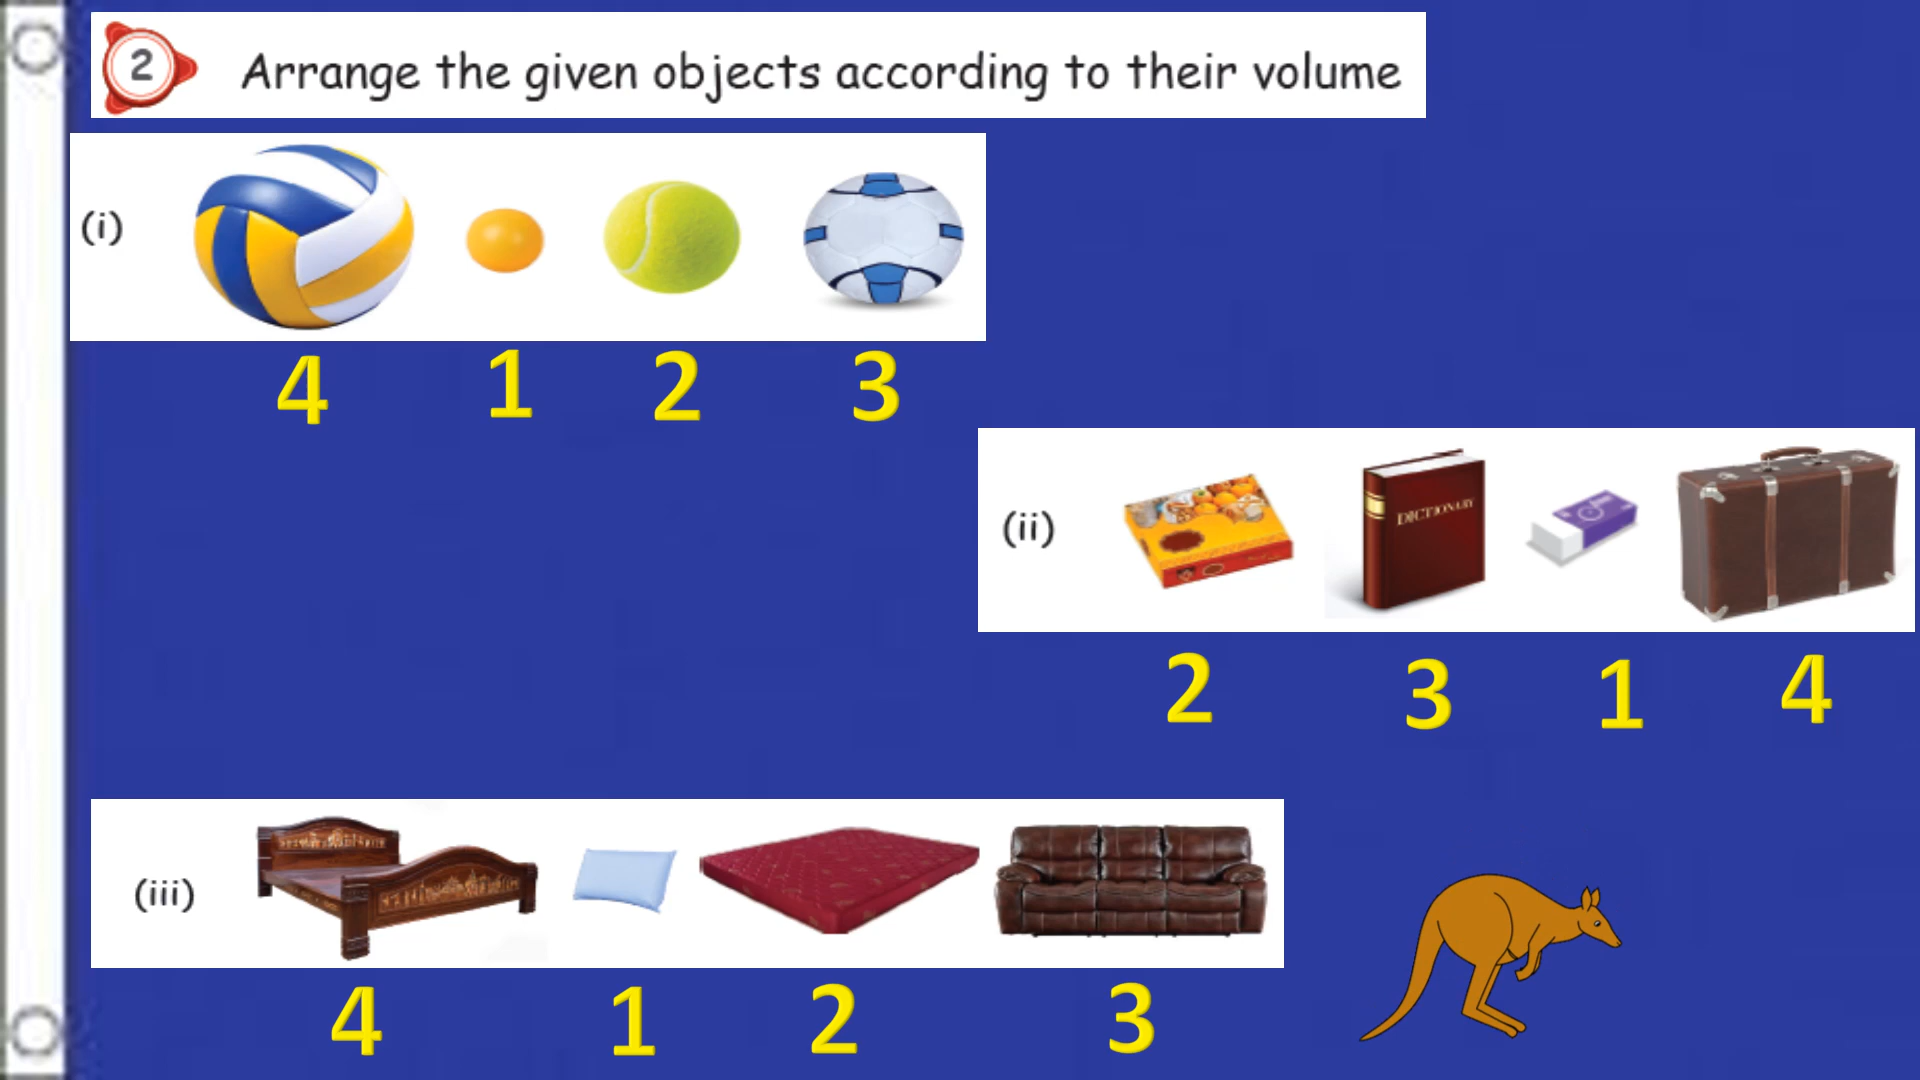 2 Arrange the given objects according to their volume
(i)
4 1 2 3
(ii)
DICTIONARY
2 3 1 4
(iii)
4 1 2 3